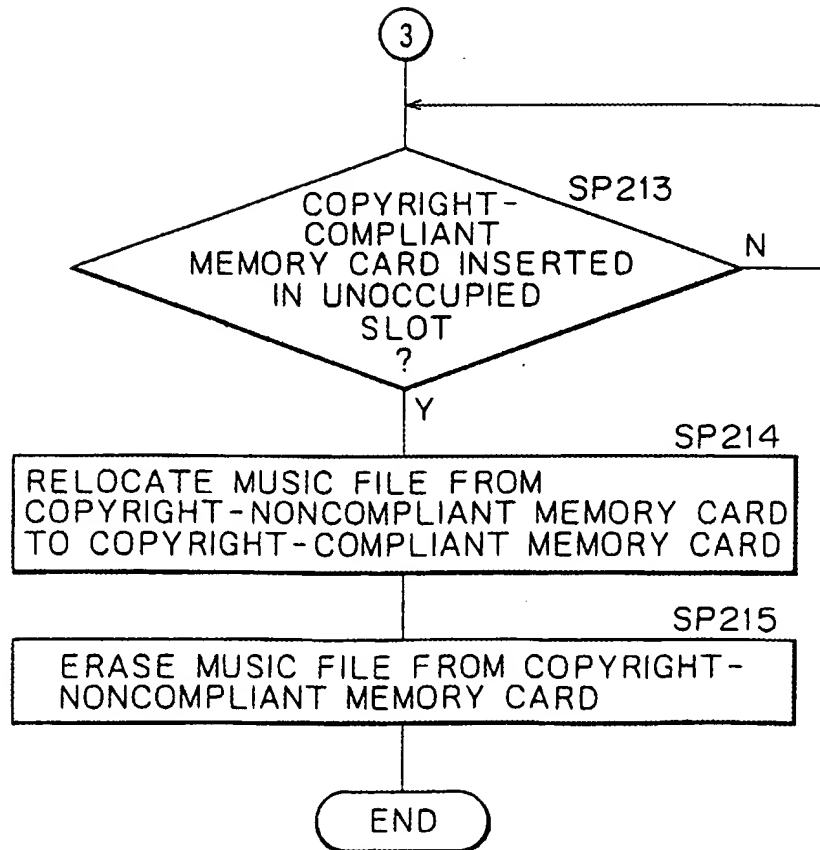 3
SP213
COPYRIGHT-
COMPLIANT
MEMORY CARD INSERTED
IN UNOCCUPIED
SLOT
?
N
Y
SP214
RELOCATE MUSIC FILE FROM
COPYRIGHT-NONCOMPLIANT MEMORY CARD
TO COPYRIGHT-COMPLIANT MEMORY CARD
SP215
ERASE MUSIC FILE FROM COPYRIGHT-
NONCOMPLIANT MEMORY CARD
END